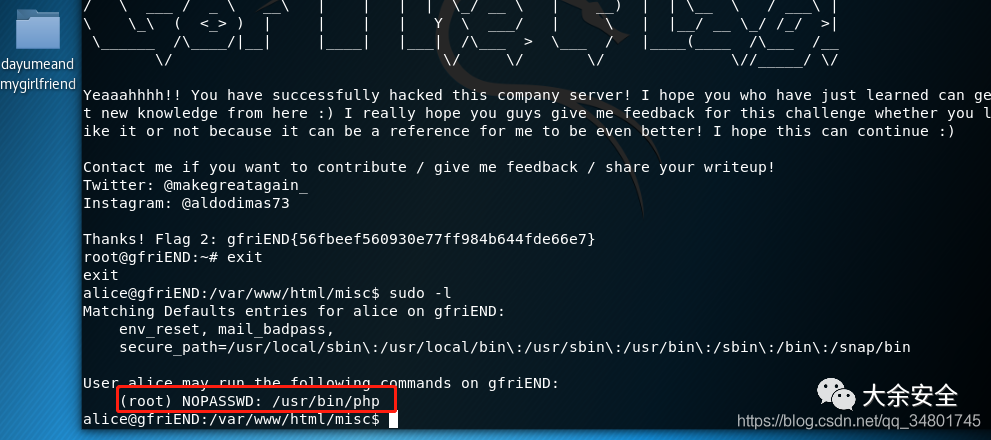 dayumeand
mygirlfriend
Yeaaahhhh!! You have successfully hacked this company server! I hope you who have just learned can ge
t new knowledge from here :) I really hope you guys give me feedback for this challenge whether you l
ike it or not because it can be a reference for me to be even better! I hope this can continue :)
Contact me if you want to contribute / give me feedback / share your writeup!
Twitter: @makegreatagain_
Instagram: @aldodimas73
Thanks! Flag 2: gfriEND{56fbeef560930e77ff984b644fde66e7}
root@gfriEND:~# exit
exit
alice@gfriEND:/var/www/html/misc$ sudo -l
Matching Defaults entries for alice on gfriEND:
env_reset, mail_badpass,
secure_path=/usr/local/sbin\:/usr/local/bin\:/usr/sbin\:/usr/bin\:/sbin\:/bin\:/snap/bin
User alice may run the following commands on gfriEND:
(root) NOPASSWD: /usr/bin/php
alice@gfriEND:/var/www/html/misc$
大余安全
https://blog.csdn.net/qq_34801745